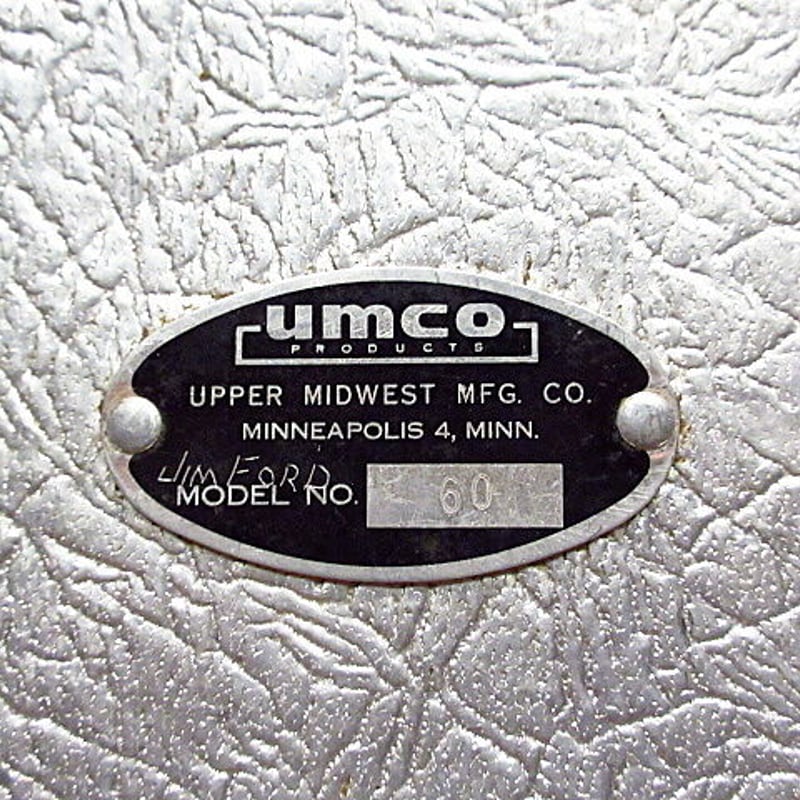 umco
PRODUCTS
UPPER MIDWEST MFG. CO.
MINNEAPOLIS 4, MINN.
JIM FORD
MODEL NO. 60